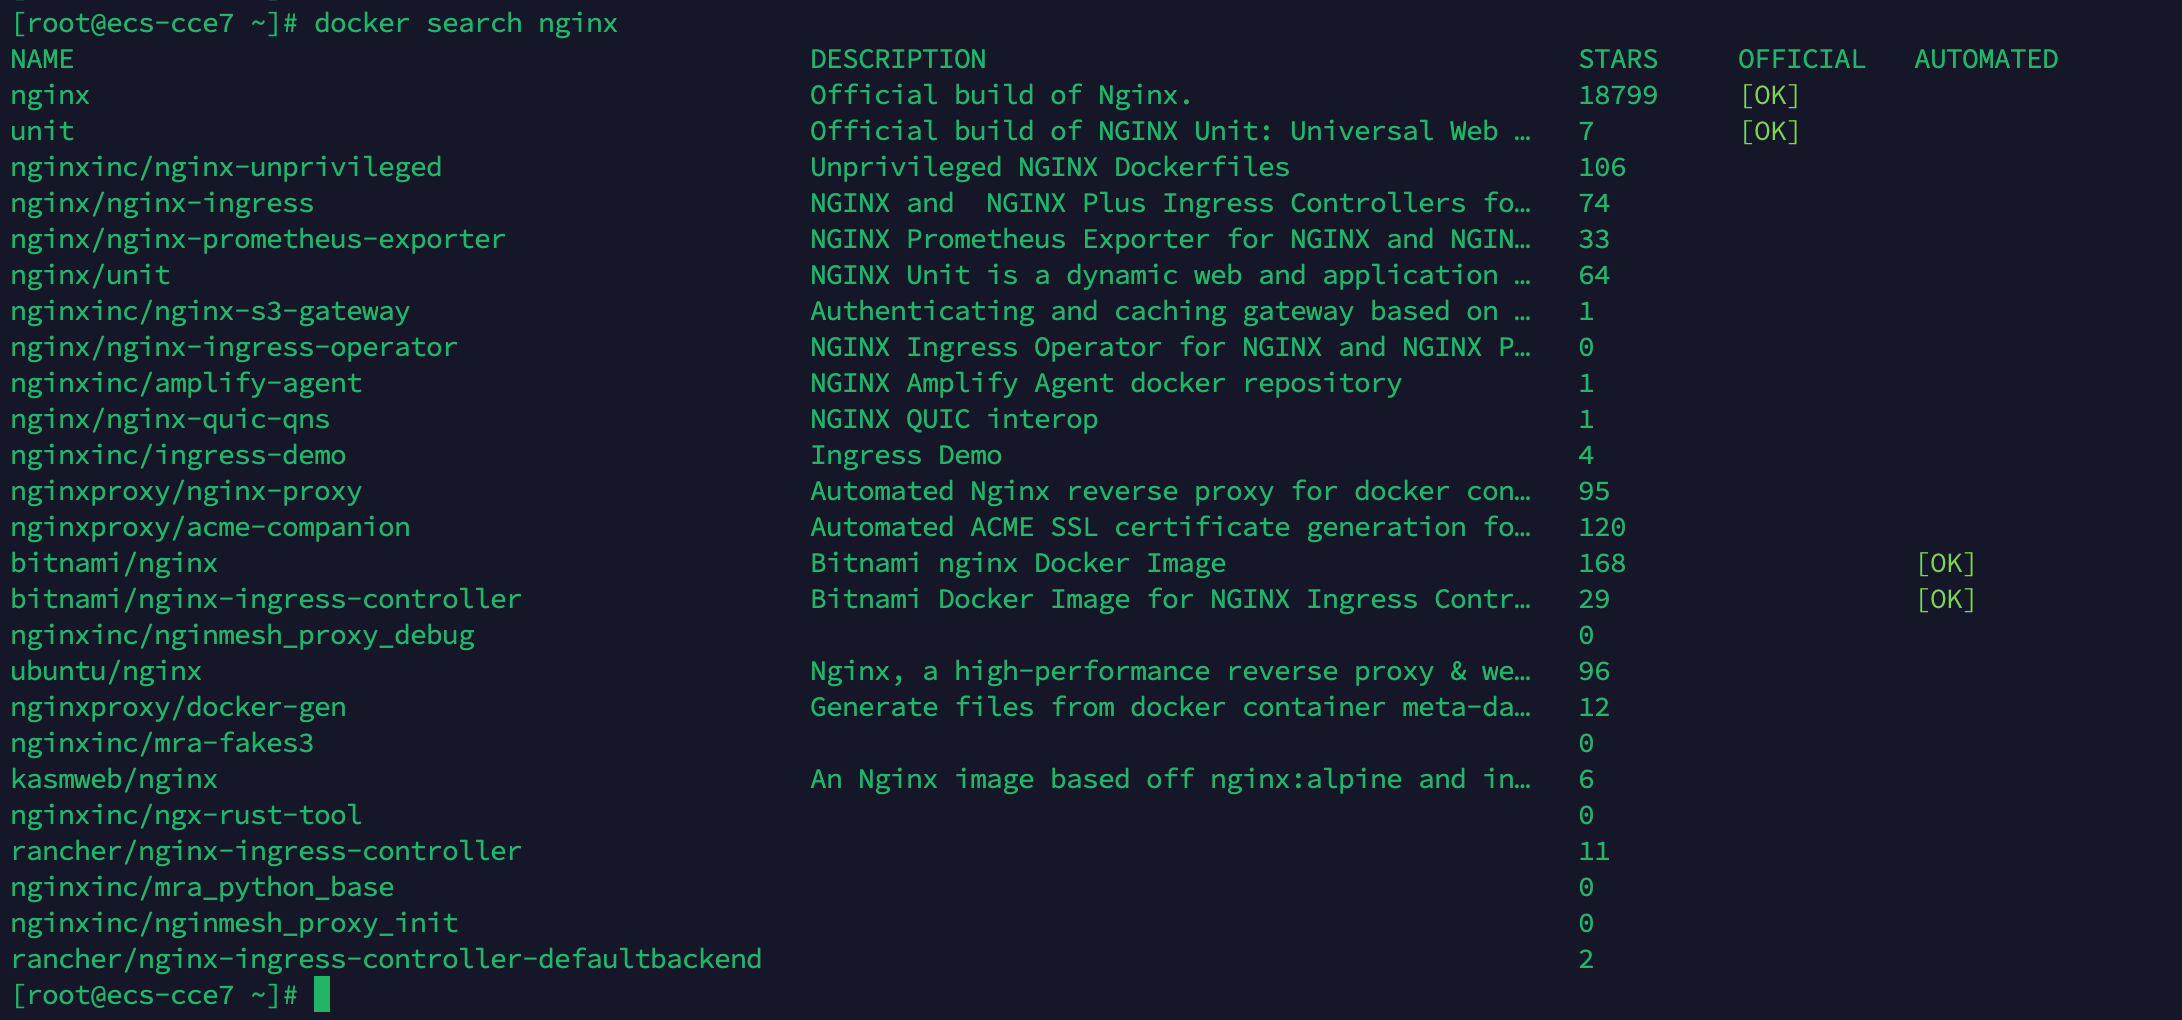 [root@ecs-cce7 ~]# docker search nginx
NAME DESCRIPTION STARS OFFICIAL AUTOMATED
nginx Official build of Nginx. 18799 [OK]
unit Official build of NGINX Unit: Universal Web … 7 [OK]
nginxinc/nginx-unprivileged Unprivileged NGINX Dockerfiles 106
nginx/nginx-ingress NGINX and  NGINX Plus Ingress Controllers fo… 74
nginx/nginx-prometheus-exporter NGINX Prometheus Exporter for NGINX and NGIN… 33
nginx/unit NGINX Unit is a dynamic web and application … 64
nginxinc/nginx-s3-gateway Authenticating and caching gateway based on … 1
nginx/nginx-ingress-operator NGINX Ingress Operator for NGINX and NGINX P… 0
nginxinc/amplify-agent NGINX Amplify Agent docker repository 1
nginx/nginx-quic-qns NGINX QUIC interop 1
nginxinc/ingress-demo Ingress Demo 4
nginxproxy/nginx-proxy Automated Nginx reverse proxy for docker con… 95
nginxproxy/acme-companion Automated ACME SSL certificate generation fo… 120
bitnami/nginx Bitnami nginx Docker Image 168 [OK]
bitnami/nginx-ingress-controller Bitnami Docker Image for NGINX Ingress Contr… 29 [OK]
nginxinc/nginmesh_proxy_debug 0
ubuntu/nginx Nginx, a high-performance reverse proxy & we… 96
nginxproxy/docker-gen Generate files from docker container meta-da… 12
nginxinc/mra-fakes3 0
kasmweb/nginx An Nginx image based off nginx:alpine and in… 6
nginxinc/ngx-rust-tool 0
rancher/nginx-ingress-controller 11
nginxinc/mra_python_base 0
nginxinc/nginmesh_proxy_init 0
rancher/nginx-ingress-controller-defaultbackend 2
[root@ecs-cce7 ~]#